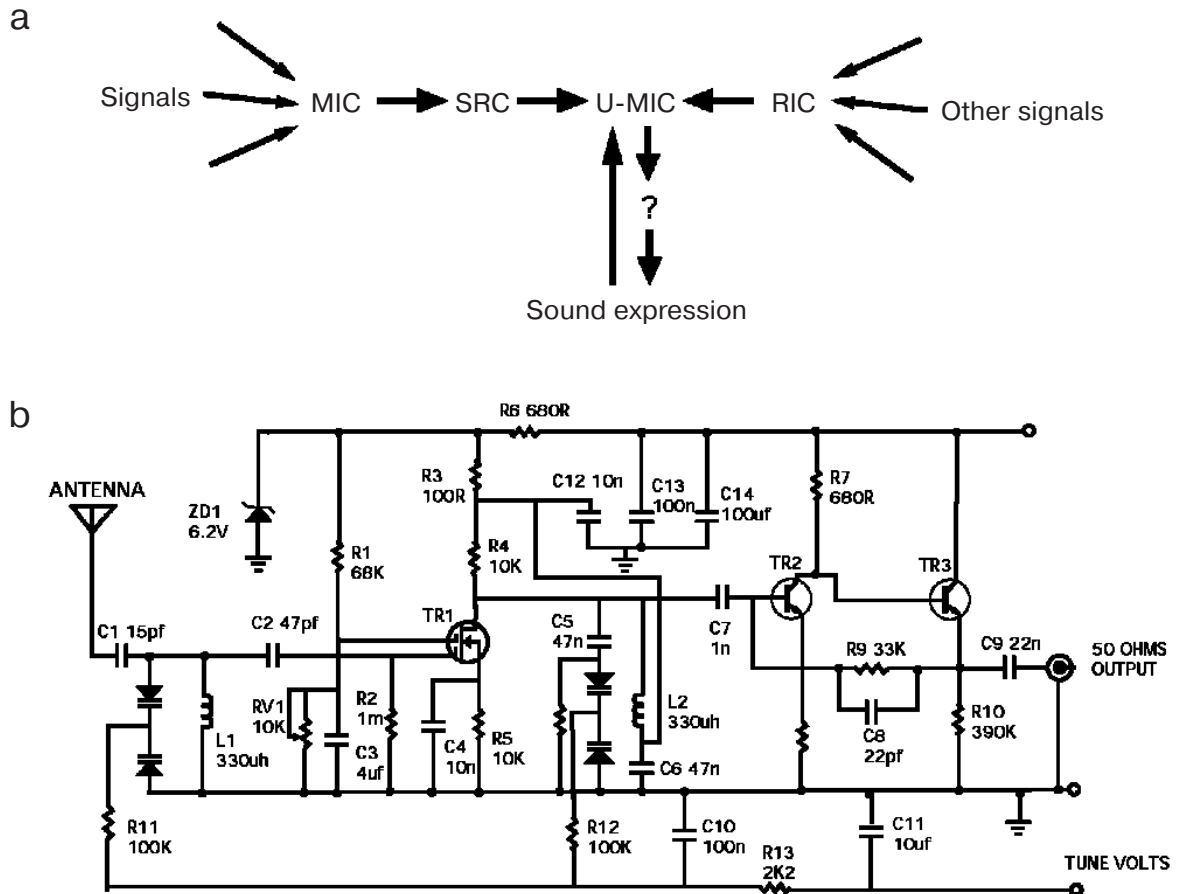 a
Signals
MIC
SRC
U-MIC
RIC
Other signals
?
Sound expression
b
R6 680R
ANTENNA
ZD1
6.2V
R1
68K
R3
100R
R4
10K
C12 10n
C13
100n
C14
100uf
R7
680R
TR1
TR2
TR3
C1 15pf
C2 47pf
C5
47n
C7
1n
R9 33K
C9 22n
50 OHMS
OUTPUT
L1
330uh
RV1
10K
R2
1m
C3
4uf
C4
10n
R5
10K
L2
330uh
C6 47n
C8
22pf
R10
390K
R11
100K
R12
100K
C10
100n
R13
2K2
C11
10uf
TUNE VOLTS